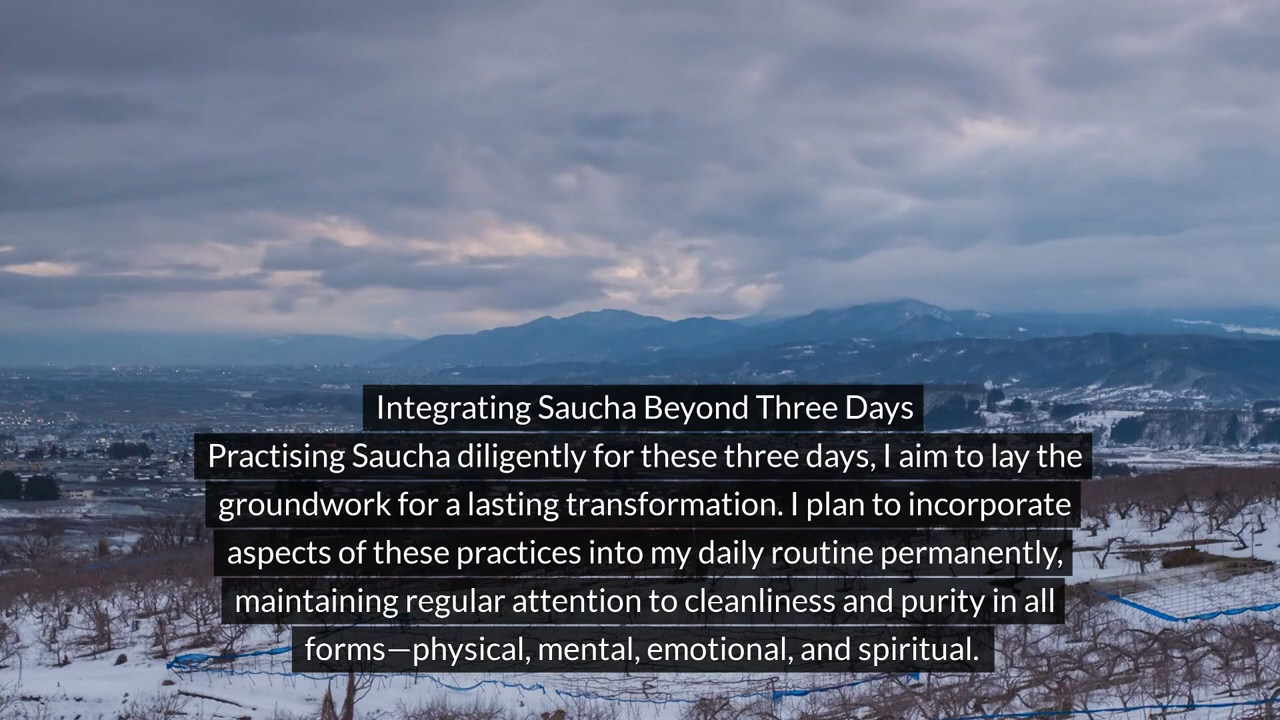 Integrating Saucha Beyond Three Days
Practising Saucha diligently for these three days, I aim to lay the
groundwork for a lasting transformation. I plan to incorporate
aspects of these practices into my daily routine permanently,
maintaining regular attention to cleanliness and purity in all
forms—physical, mental, emotional, and spiritual.